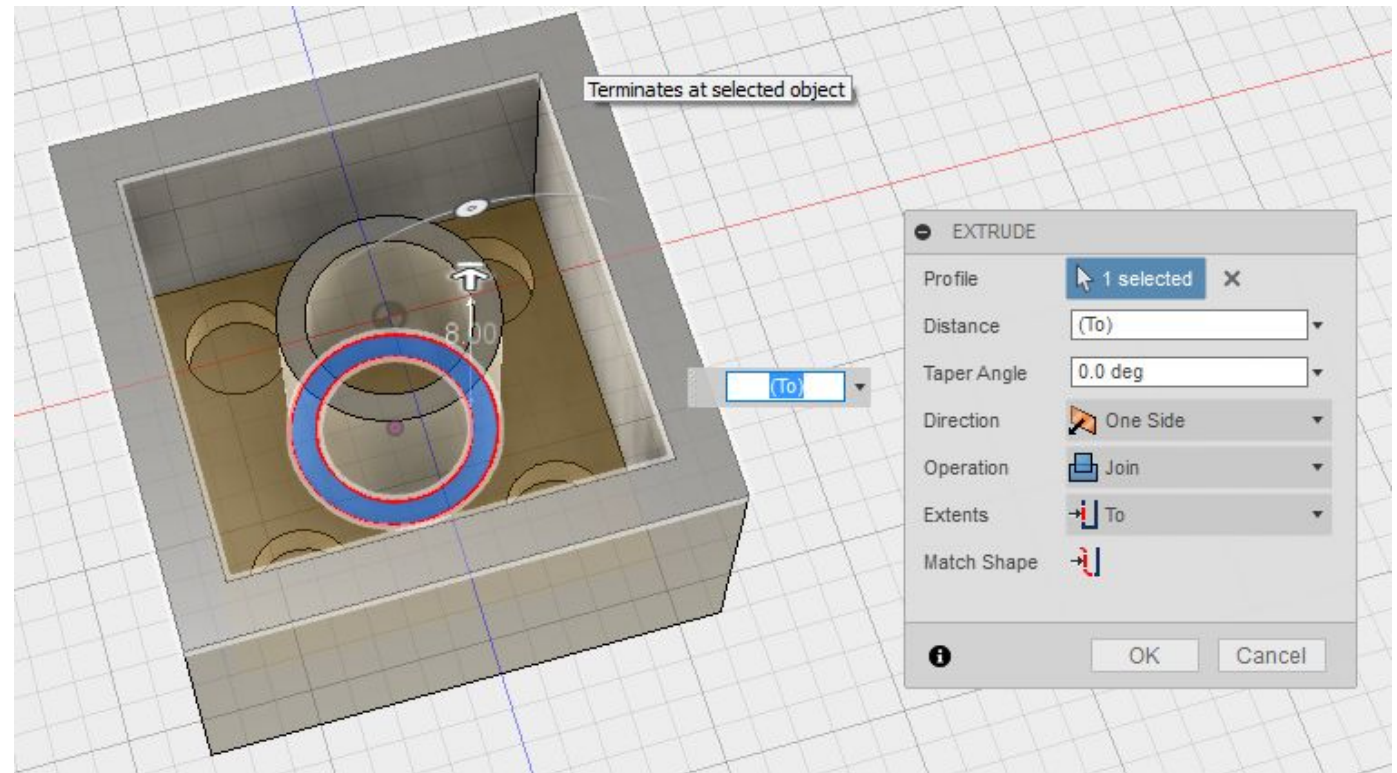 Terminates at selected object
EXTRUDE
Profile 1 selected
Distance (To)
8.00
(To)
Taper Angle 0.0 deg
Direction One Side
Operation Join
Extents To
Match Shape
OK Cancel